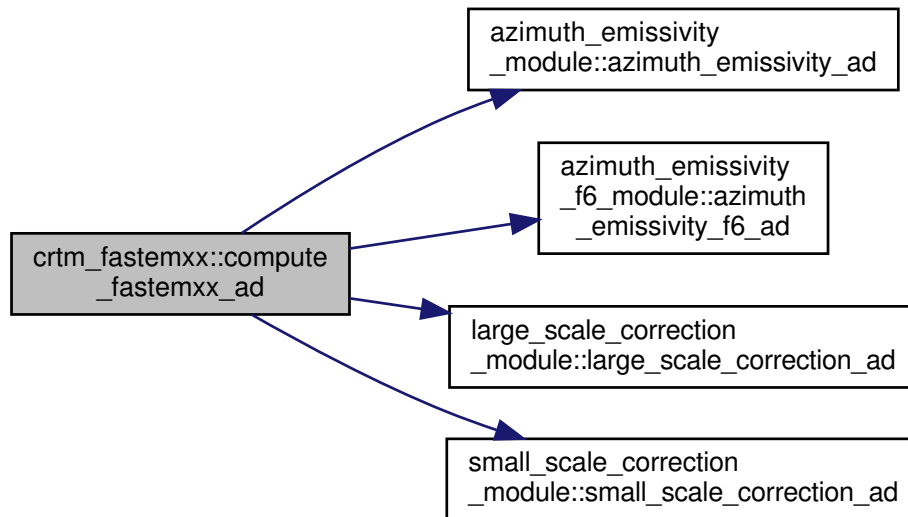 azimuth_emissivity
_module::azimuth_emissivity_ad
azimuth_emissivity
_f6_module::azimuth
_emissivity_f6_ad
crtm_fastemxx::compute
_fastemxx_ad
large_scale_correction
_module::large_scale_correction_ad
small_scale_correction
_module::small_scale_correction_ad